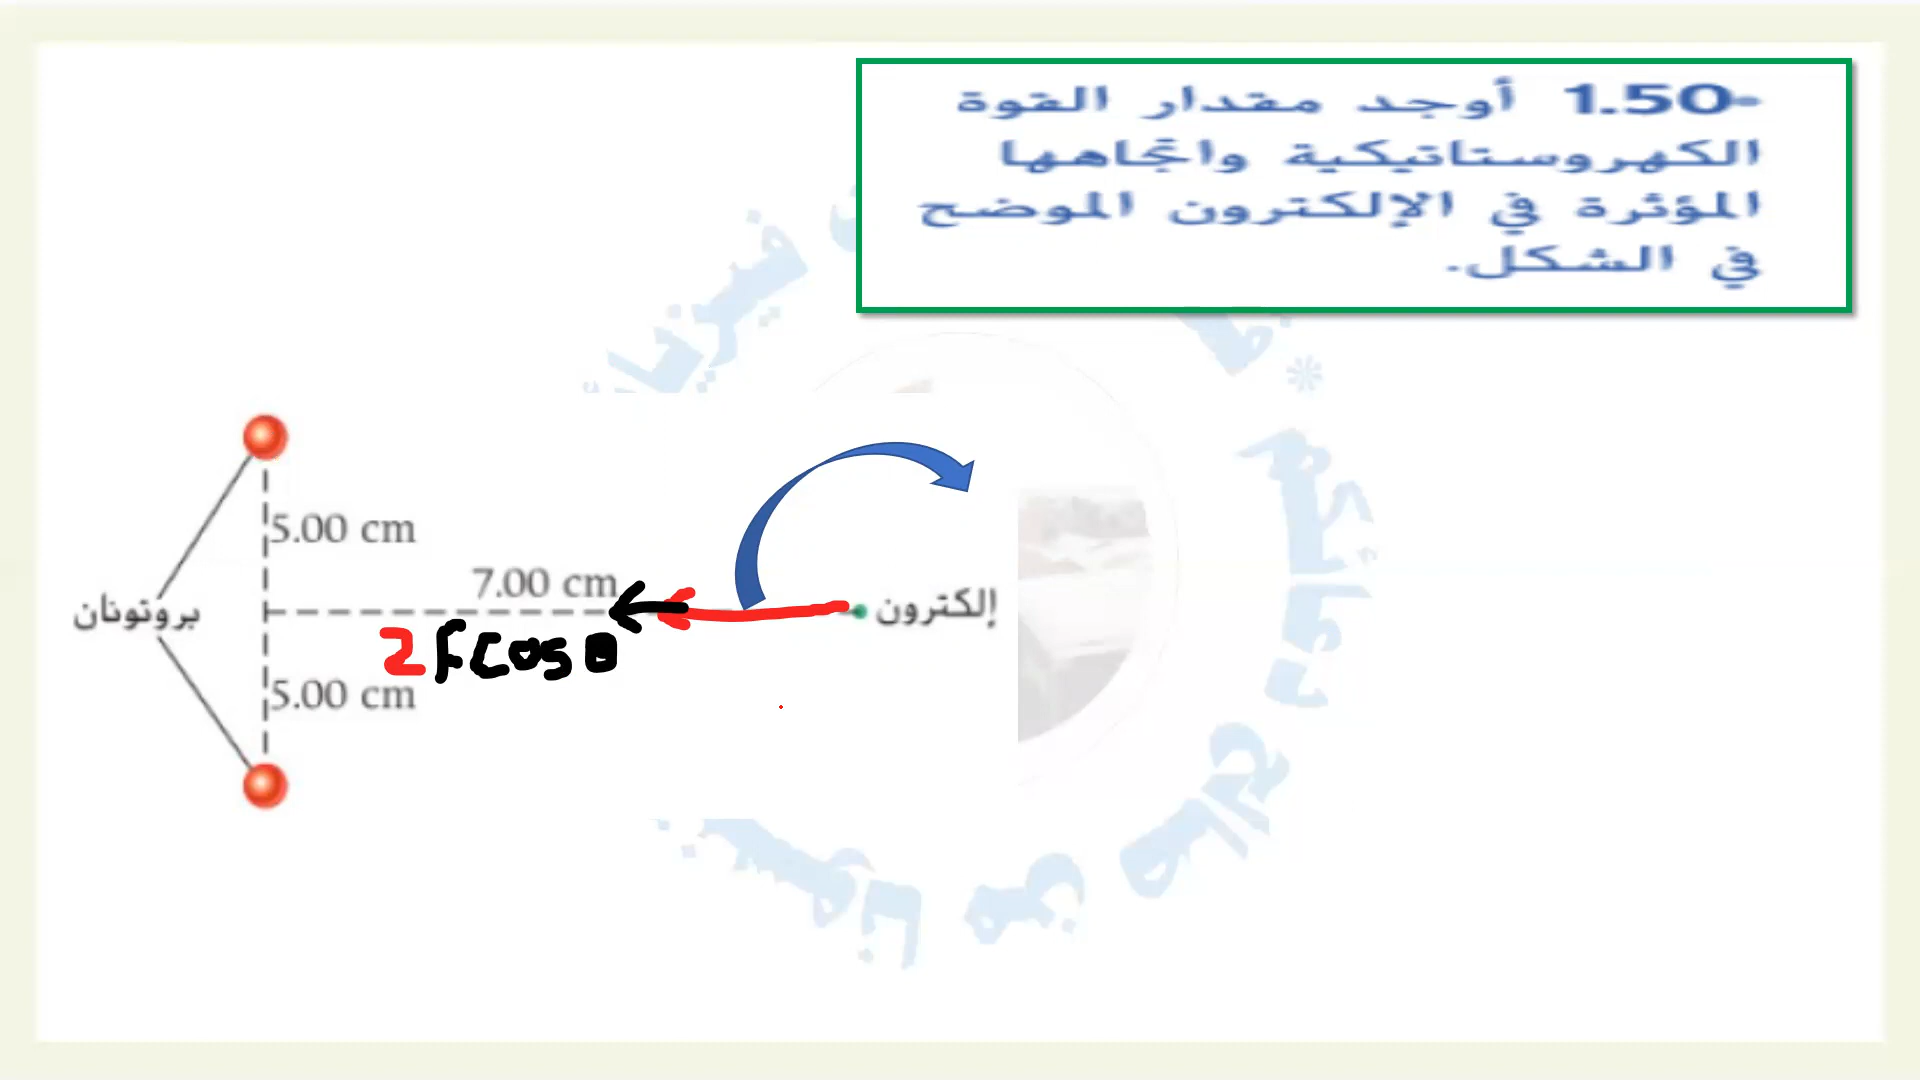 1.50• أوجد مقدار القوة
الكهروستاتيكية واتجاهها
المؤثرة في الإلكترون الموضح
في الشكل.
5.00 cm
7.00 cm
بروتونان
إلكترون
2FCosθ
5.00 cm